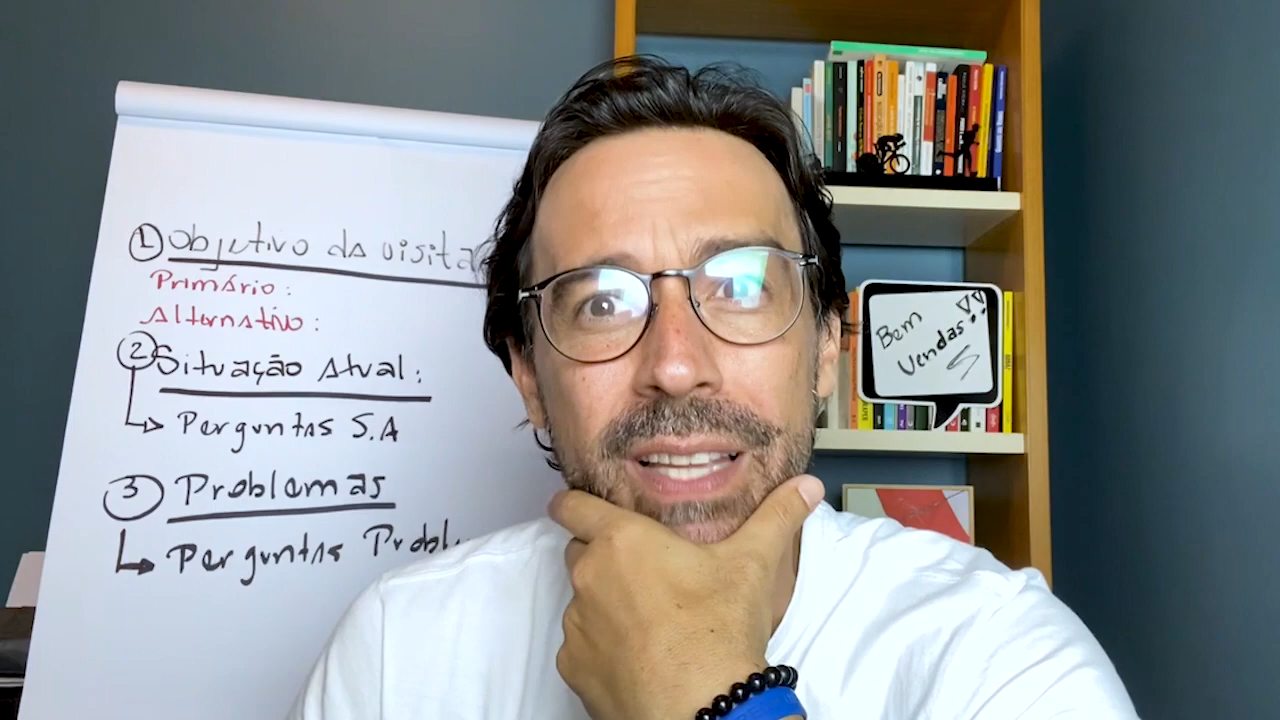 1 Objetivo da visita
Primário:
Alternativo:
2 Situação Atual:
Perguntas S.A
3 Problemas
Perguntas
Bem
Vendas!!